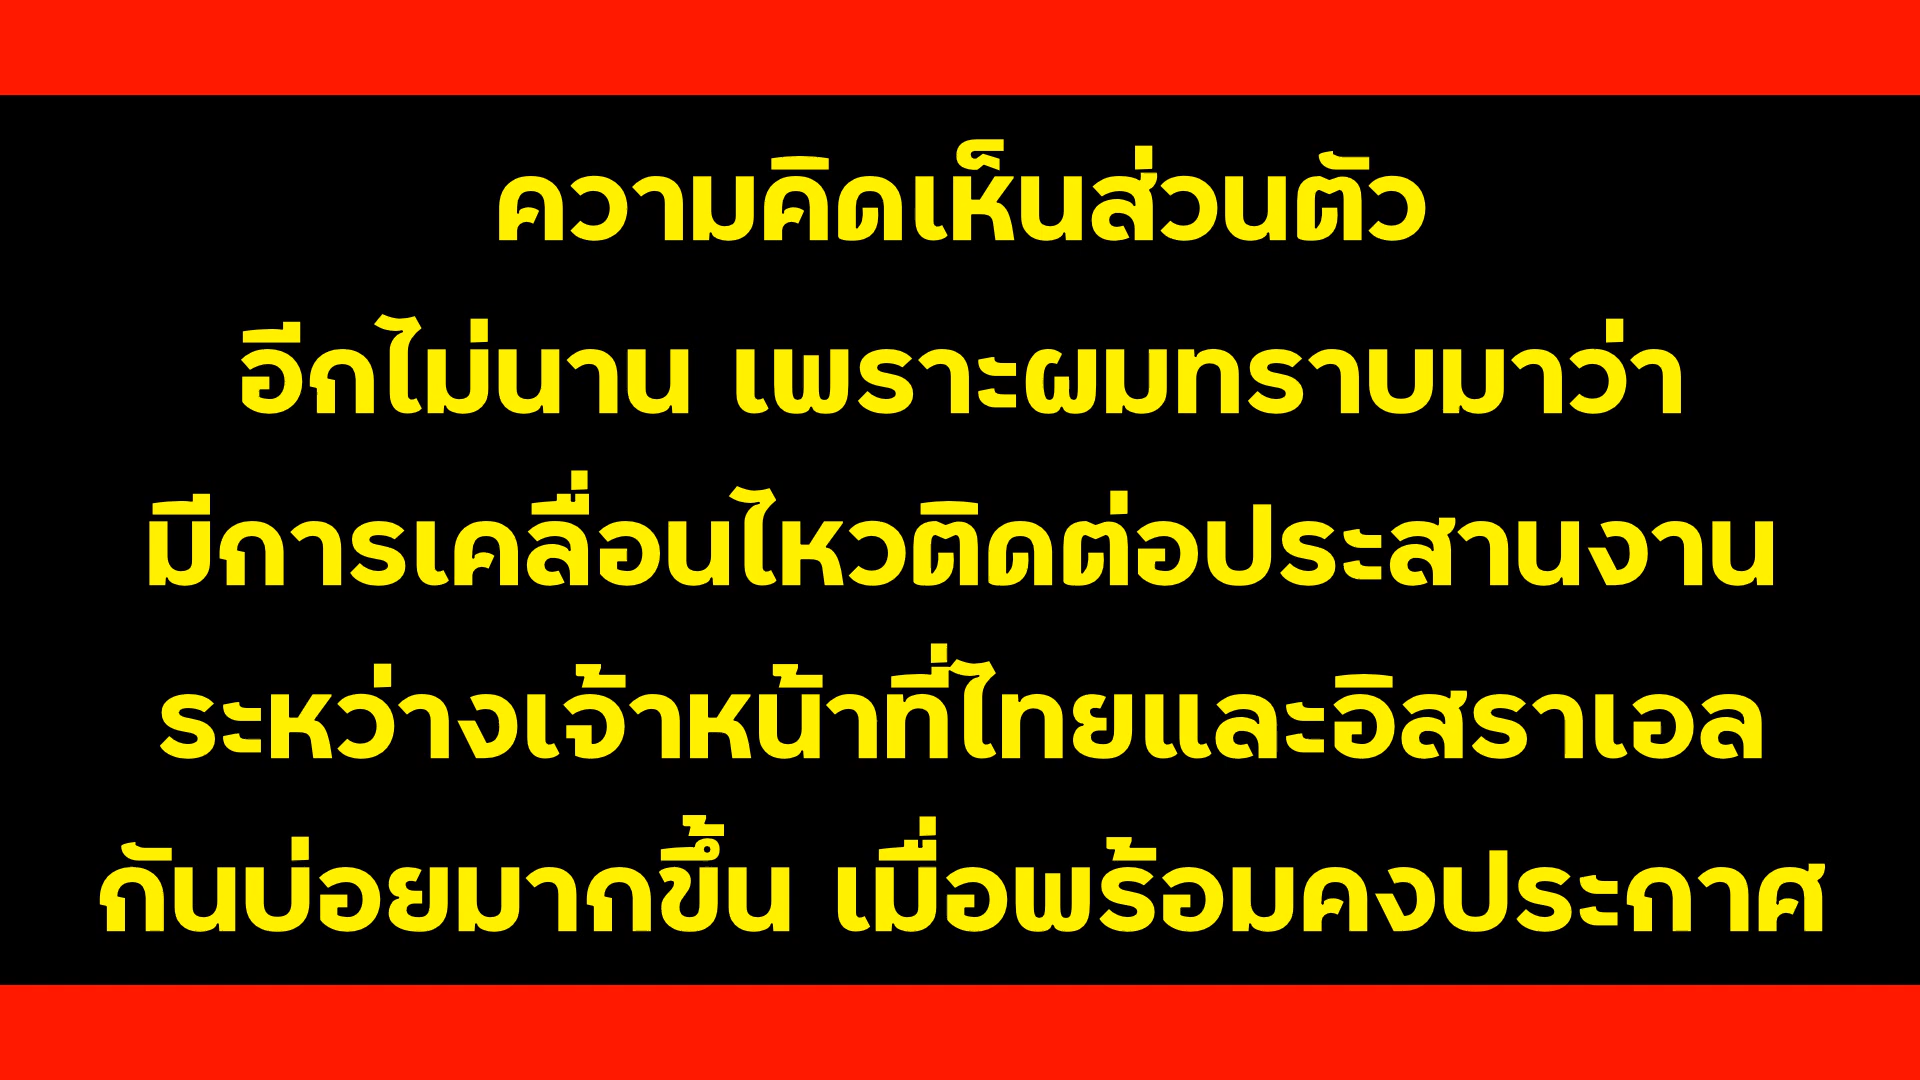 ความคิดเห็นส่วนตัว
อีกไม่นาน เพราะผมทราบมาว่า
มีการเคลื่อนไหวติดต่อประสานงาน
ระหว่างเจ้าหน้าที่ไทยและอิสราเอล
กันบ่อยมากขึ้น เมื่อพร้อมคงประกาศ